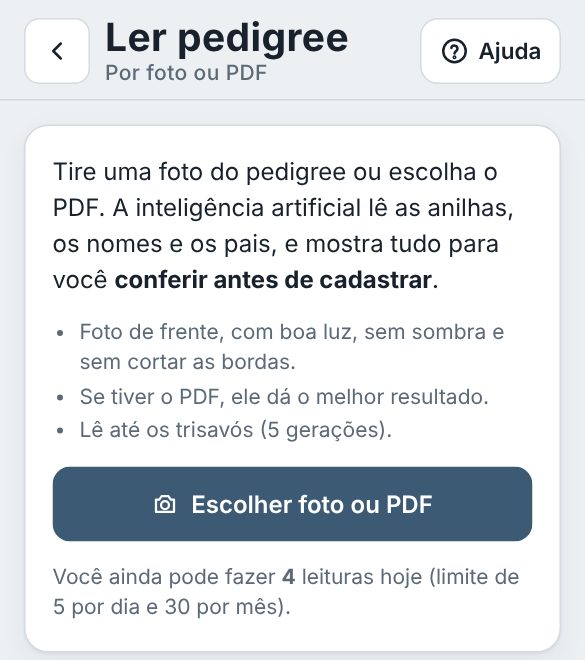 Ler pedigree
Por foto ou PDF
Ajuda
Tire uma foto do pedigree ou escolha o
PDF. A inteligência artificial lê as anilhas,
os nomes e os pais, e mostra tudo para
você conferir antes de cadastrar.
• Foto de frente, com boa luz, sem sombra e
sem cortar as bordas.
• Se tiver o PDF, ele dá o melhor resultado.
• Lê até os trisavós (5 gerações).
Escolher foto ou PDF
Você ainda pode fazer 4 leituras hoje (limite de
5 por dia e 30 por mês).